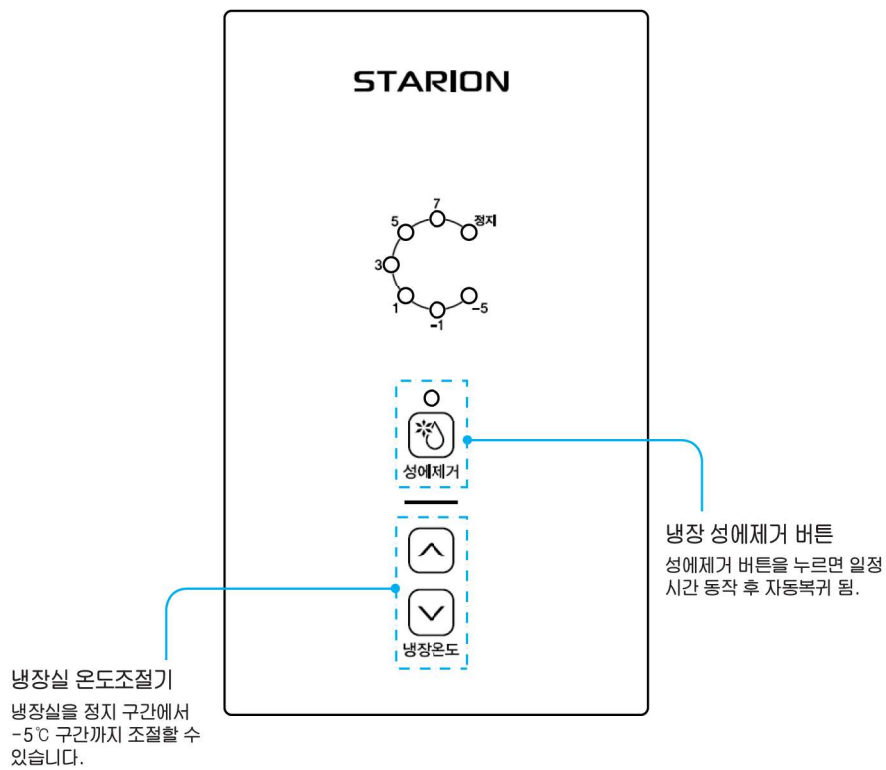 STARION
7
5
정지
3
1
-5
-1
성에제거
냉장 성에제거 버튼
성에제거 버튼을 누르면 일정
시간 동작 후 자동복귀 됨.
냉장온도
냉장실 온도조절기
냉장실을 정지 구간에서
-5℃ 구간까지 조절할 수
있습니다.